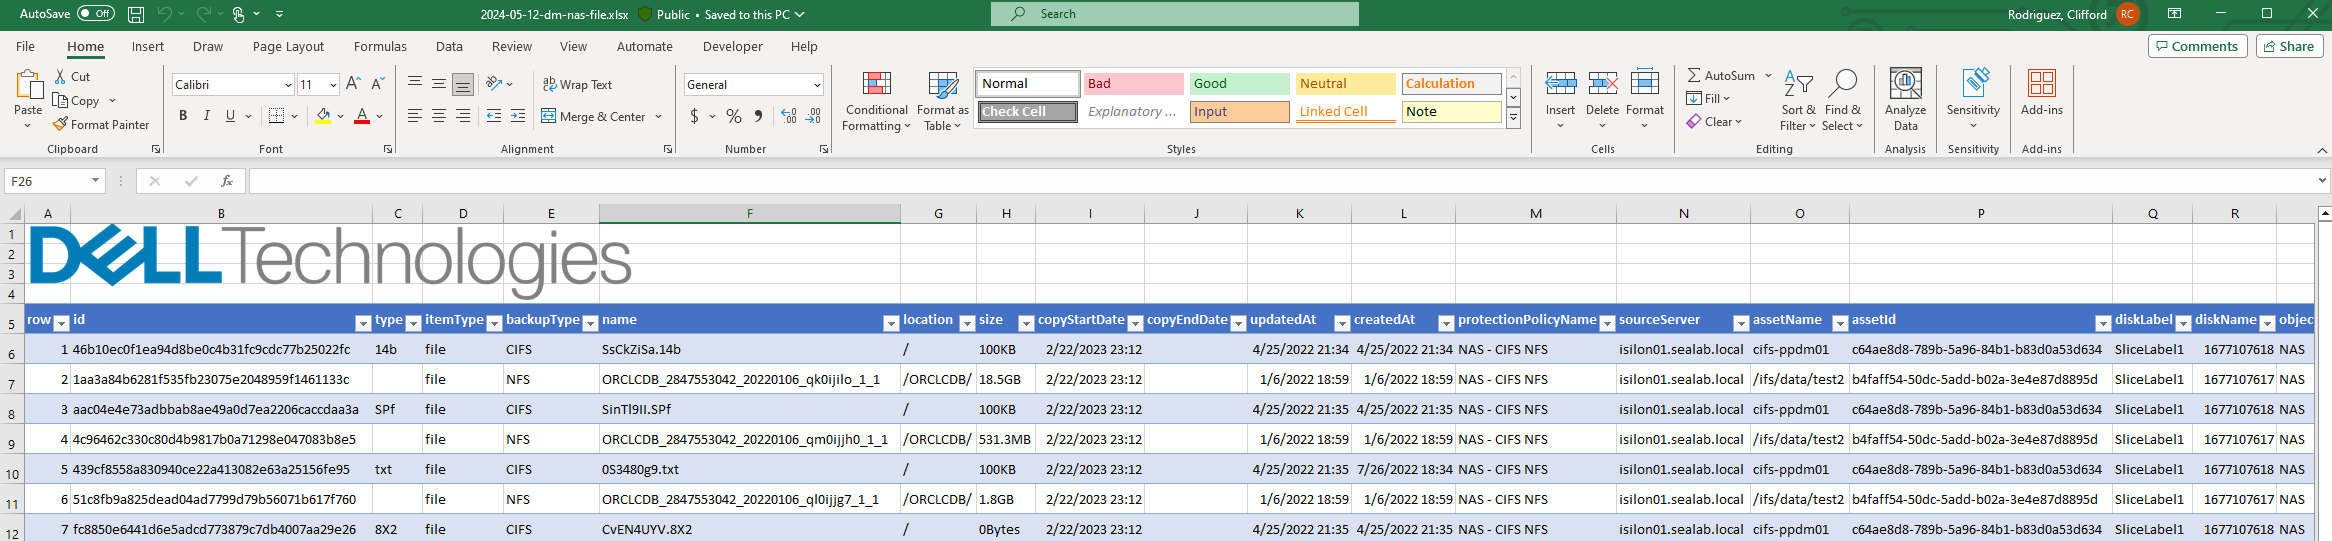 AutoSave Off 2024-05-12-dm-nas-file.xlsx Public • Saved to this PC Search Rodriguez, Clifford RC
File Home Insert Draw Page Layout Formulas Data Review View Automate Developer Help Comments Share
Paste Cut Copy Format Painter Clipboard
Calibri 11 B I U A Font
Wrap Text Merge & Center Alignment
General $ % Number
Conditional Formatting Format as Table
Normal Bad Good Neutral Calculation
Check Cell Explanatory ... Input Linked Cell Note
Styles
Insert Delete Format Cells
AutoSum Fill Clear Sort & Filter Find & Select Editing
Analyze Data Analysis
Sensitivity Sensitivity
Add-ins Add-ins
F26 fx
A B C D E F G H I J K L M N O P Q R
1
2
3
4
DELL Technologies
5 row id type itemType backupType name location size copyStartDate copyEndDate updatedAt createdAt protectionPolicyName sourceServer assetName assetId diskLabel diskName objec
6 1 46b10ec0f1ea94d8be0c4b31fc9cdc77b25022fc 14b file CIFS SsCkZiSa.14b / 100KB 2/22/2023 23:12 4/25/2022 21:34 4/25/2022 21:34 NAS - CIFS NFS isilon01.sealab.local cifs-ppdm01 c64ae8d8-789b-5a96-84b1-b83d0a53d634 SliceLabel1 1677107618 NAS
7 2 1aa3a84b6281f535fb23075e2048959f1461133c file NFS ORCLCDB_2847553042_20220106_qk0ijilo_1_1 /ORCLCDB/ 18.5GB 2/22/2023 23:12 1/6/2022 18:59 1/6/2022 18:59 NAS - CIFS NFS isilon01.sealab.local /ifs/data/test2 b4faff54-50dc-5add-b02a-3e4e87d8895d SliceLabel1 1677107617 NAS
8 3 aac04e4e73adbbab8ae49a0d7ea2206caccdaa3a SPf file CIFS SinTl9II.SPf / 100KB 2/22/2023 23:12 4/25/2022 21:35 4/25/2022 21:35 NAS - CIFS NFS isilon01.sealab.local cifs-ppdm01 c64ae8d8-789b-5a96-84b1-b83d0a53d634 SliceLabel1 1677107618 NAS
9 4 4c96462c330c80d4b9817b0a71298e047083b8e5 file NFS ORCLCDB_2847553042_20220106_qm0ijjh0_1_1 /ORCLCDB/ 531.3MB 2/22/2023 23:12 1/6/2022 18:59 1/6/2022 18:59 NAS - CIFS NFS isilon01.sealab.local /ifs/data/test2 b4faff54-50dc-5add-b02a-3e4e87d8895d SliceLabel1 1677107617 NAS
10 5 439cf8558a830940ce22a413082e63a25156fe95 txt file CIFS 0S3480g9.txt / 100KB 2/22/2023 23:12 4/25/2022 21:35 7/26/2022 18:34 NAS - CIFS NFS isilon01.sealab.local cifs-ppdm01 c64ae8d8-789b-5a96-84b1-b83d0a53d634 SliceLabel1 1677107618 NAS
11 6 51c8fb9a825dead04ad7799d79b56071b617f760 file NFS ORCLCDB_2847553042_20220106_ql0ijjg7_1_1 /ORCLCDB/ 1.8GB 2/22/2023 23:12 1/6/2022 18:59 1/6/2022 18:59 NAS - CIFS NFS isilon01.sealab.local /ifs/data/test2 b4faff54-50dc-5add-b02a-3e4e87d8895d SliceLabel1 1677107617 NAS
12 7 fc8850e6441d6e5adcd773879c7db4007aa29e26 8X2 file CIFS CvEN4UYV.8X2 / 0Bytes 2/22/2023 23:12 4/25/2022 21:35 4/25/2022 21:35 NAS - CIFS NFS isilon01.sealab.local cifs-ppdm01 c64ae8d8-789b-5a96-84b1-b83d0a53d634 SliceLabel1 1677107618 NAS